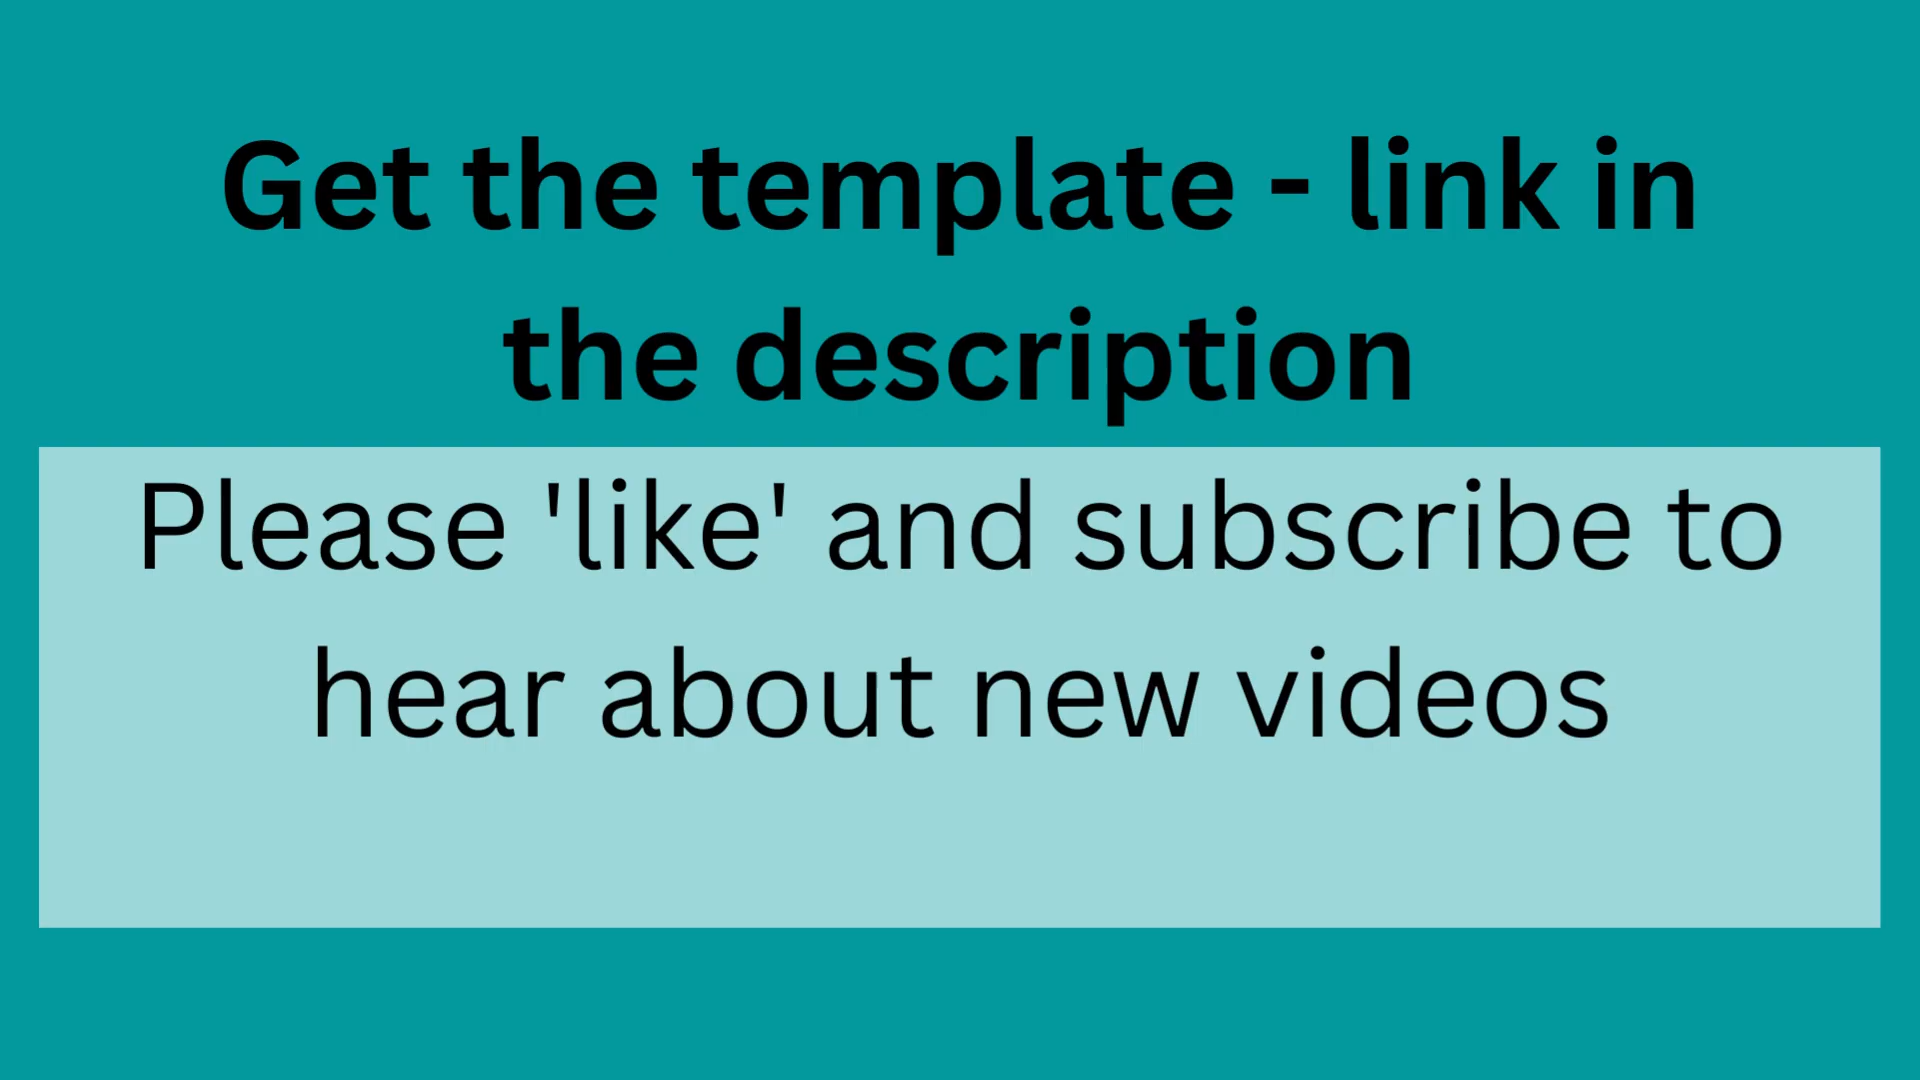 Get the template - link in
the description
Please 'like' and subscribe to
hear about new videos